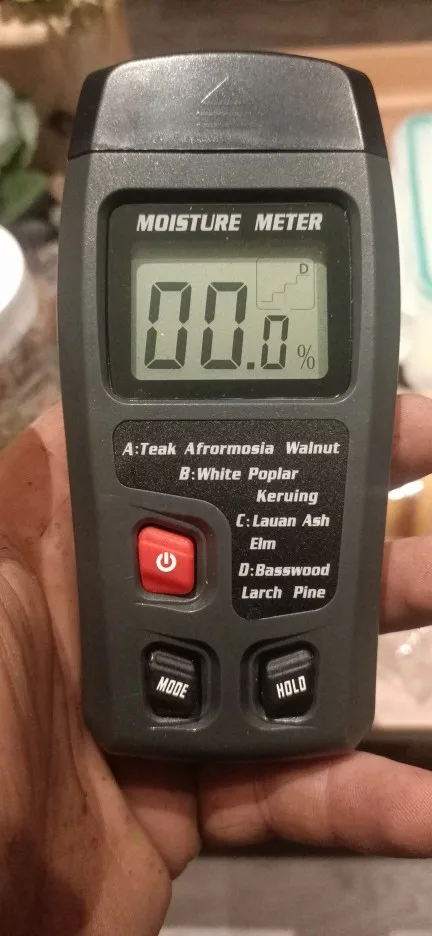 MOISTURE METER
D
00.0 %
A:Teak Afrormosia Walnut
B:White Poplar
Keruing
C:Lauan Ash
Elm
D:Basswood
Larch Pine
MODE
HOLD